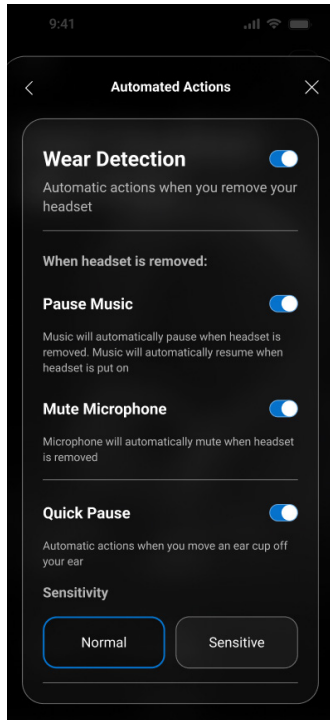 9:41
Automated Actions
Wear Detection
Automatic actions when you remove your
headset
When headset is removed:
Pause Music
Music will automatically pause when headset is
removed. Music will automatically resume when
headset is put on
Mute Microphone
Microphone will automatically mute when headset
is removed
Quick Pause
Automatic actions when you move an ear cup off
your ear
Sensitivity
Normal
Sensitive